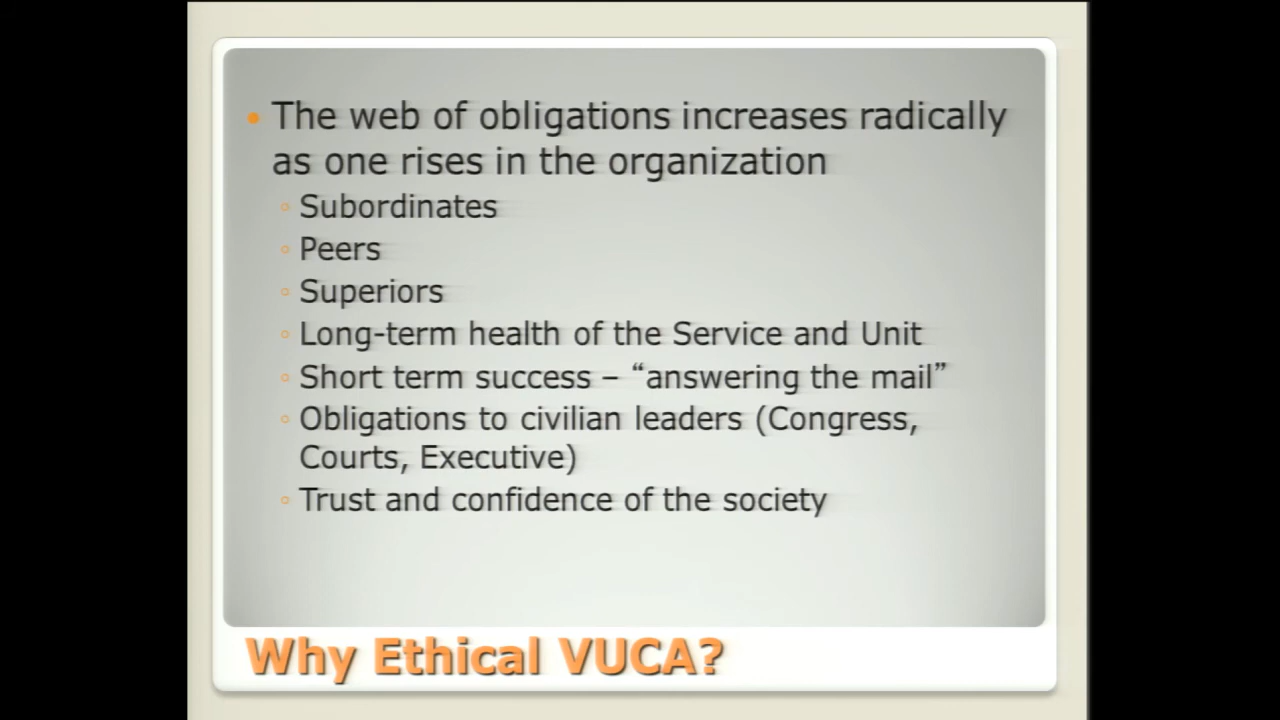 The web of obligations increases radically
as one rises in the organization
Subordinates
Peers
Superiors
Long-term health of the Service and Unit
Short term success – “answering the mail”
Obligations to civilian leaders (Congress,
Courts, Executive)
Trust and confidence of the society
Why Ethical VUCA?